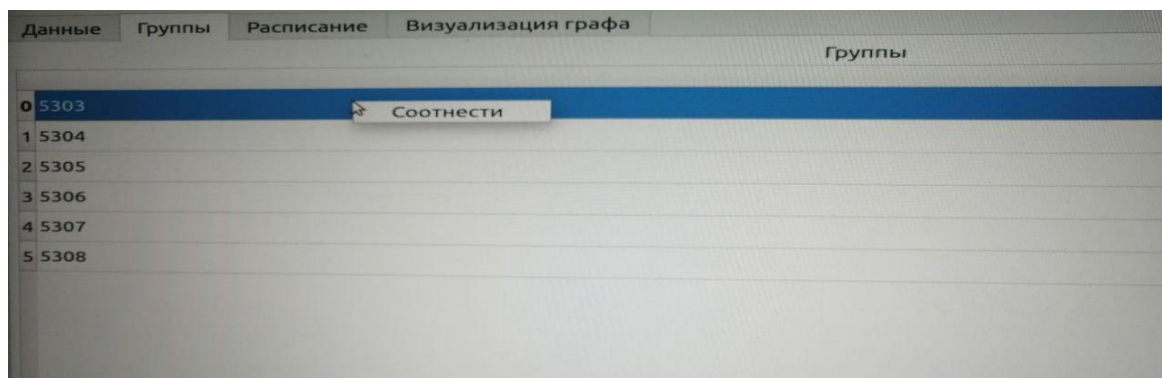 Данные Группы Расписание Визуализация графа
Группы
0 5303
Соотнести
1 5304
2 5305
3 5306
4 5307
5 5308